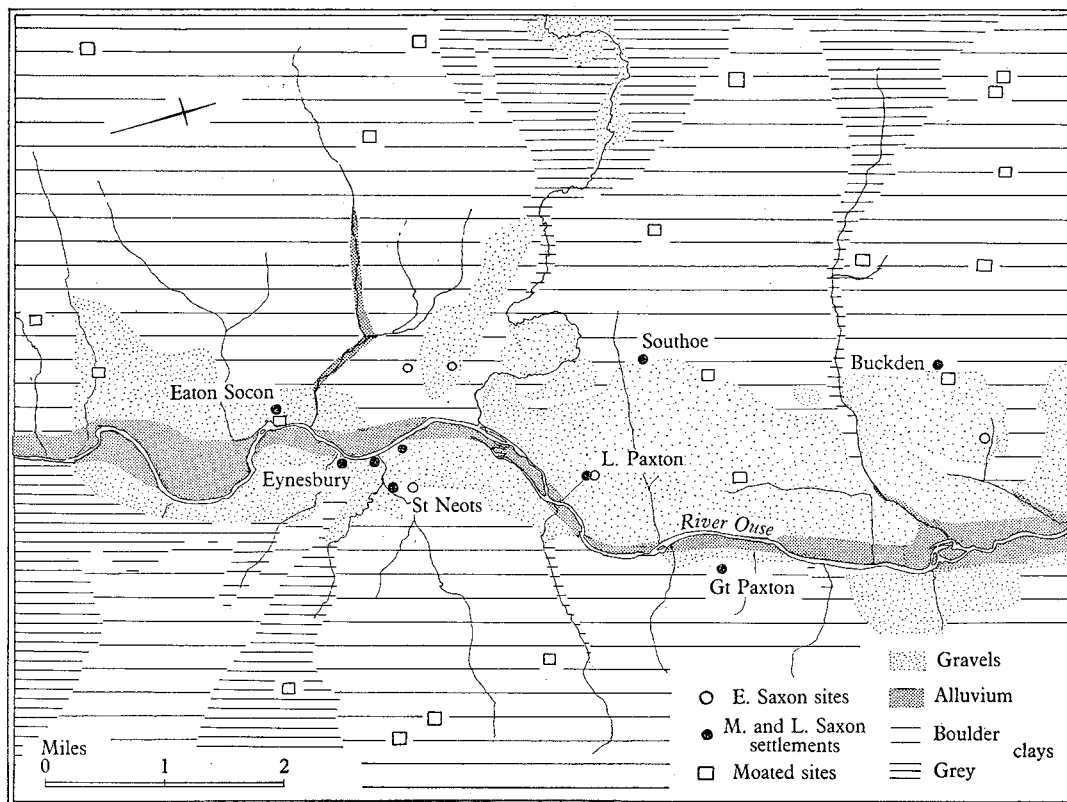 Southoe
Buckden
Eaton Socon
L. Paxton
Eynesbury
St Neots
River Ouse
Gt Paxton
Gravels
E. Saxon sites
Alluvium
M. and L. Saxon
settlements
Boulder
clays
Moated sites
Grey
Miles
0 1 2